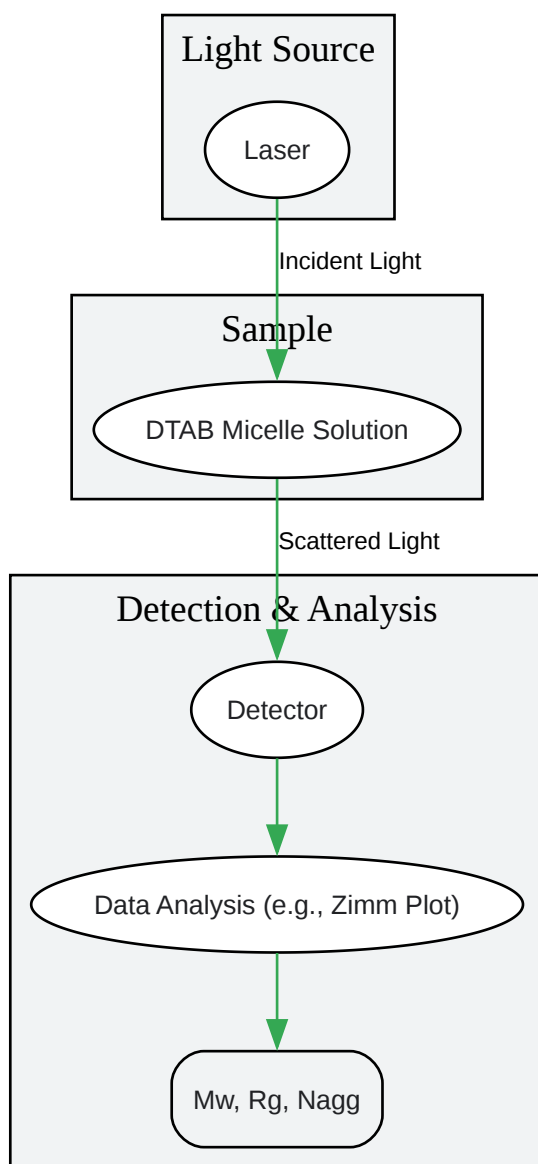 Light Source
Laser
Incident Light
Sample
DTAB Micelle Solution
Scattered Light
Detection & Analysis
Detector
Data Analysis (e.g., Zimm Plot)
Mw, Rg, Nagg